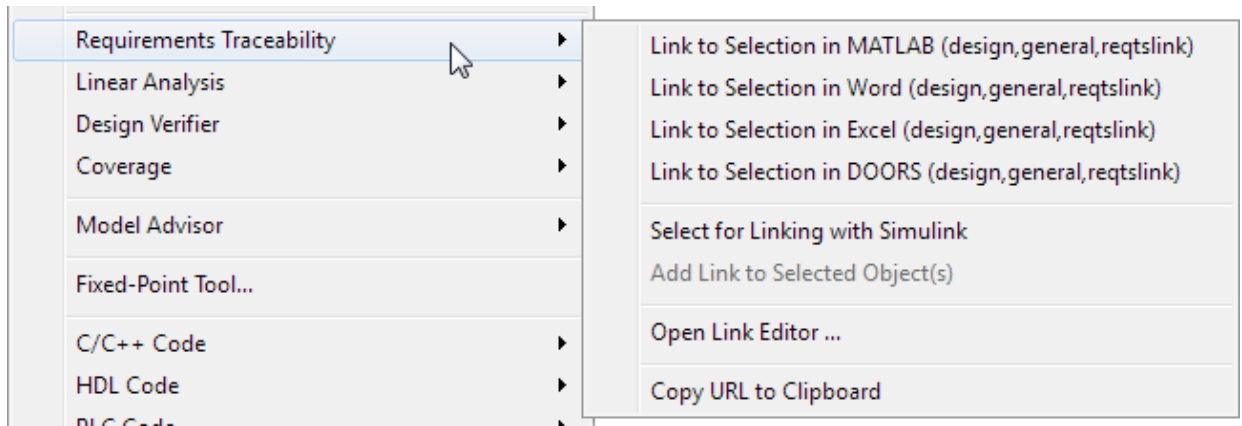 Requirements Traceability
Linear Analysis
Design Verifier
Coverage
Model Advisor
Fixed-Point Tool...
C/C++ Code
HDL Code
PLC Code
Link to Selection in MATLAB (design,general,reqtslink)
Link to Selection in Word (design,general,reqtslink)
Link to Selection in Excel (design,general,reqtslink)
Link to Selection in DOORS (design,general,reqtslink)
Select for Linking with Simulink
Add Link to Selected Object(s)
Open Link Editor ...
Copy URL to Clipboard